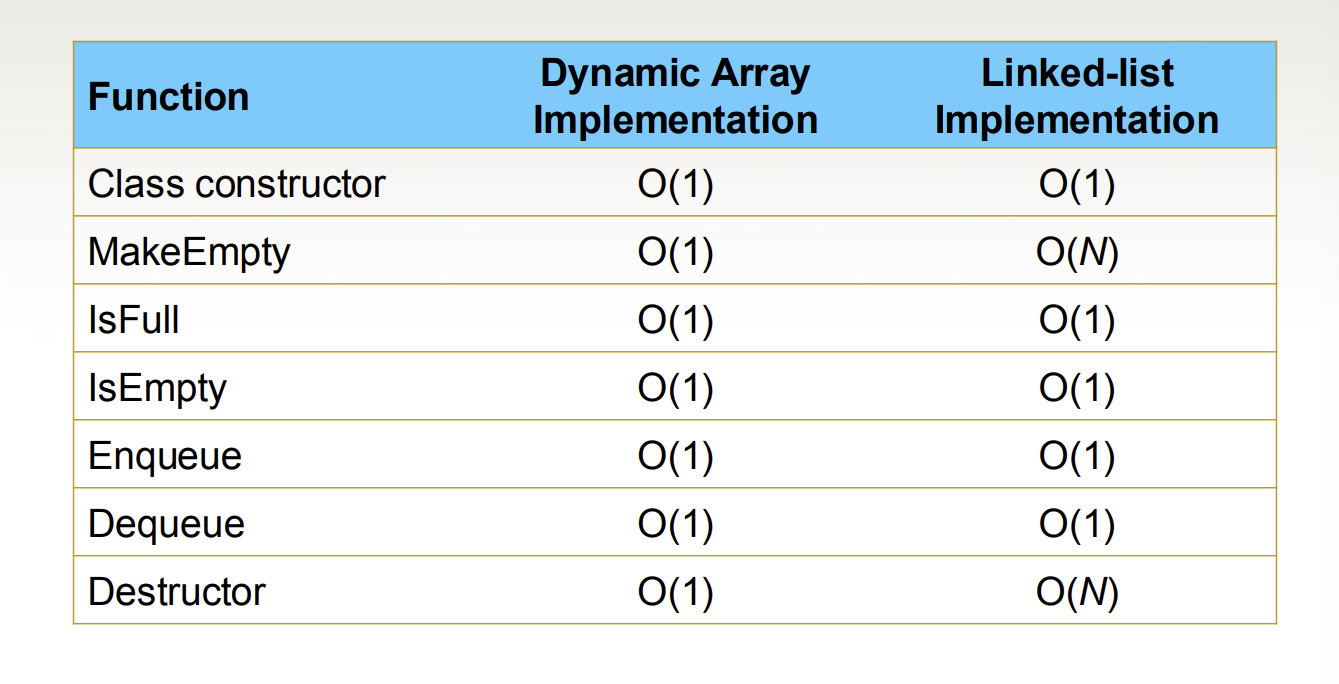 Function Dynamic Array Implementation Linked-list Implementation
Class constructor O(1) O(1)
MakeEmpty O(1) O(N)
IsFull O(1) O(1)
IsEmpty O(1) O(1)
Enqueue O(1) O(1)
Dequeue O(1) O(1)
Destructor O(1) O(N)